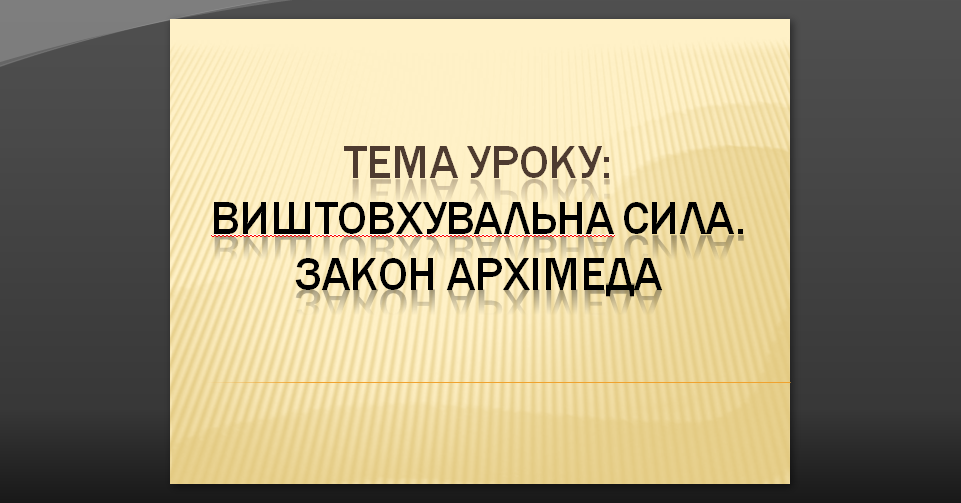 ТЕМА УРОКУ:
ВИШТОВХУВАЛЬНА СИЛА.
ЗАКОН АРХІМЕДА